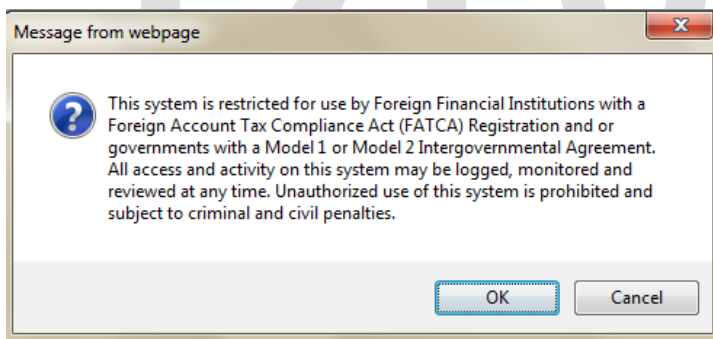 Message from webpage
This system is restricted for use by Foreign Financial Institutions with a
Foreign Account Tax Compliance Act (FATCA) Registration and or
governments with a Model 1 or Model 2 Intergovernmental Agreement.
All access and activity on this system may be logged, monitored and
reviewed at any time. Unauthorized use of this system is prohibited and
subject to criminal and civil penalties.
OK Cancel